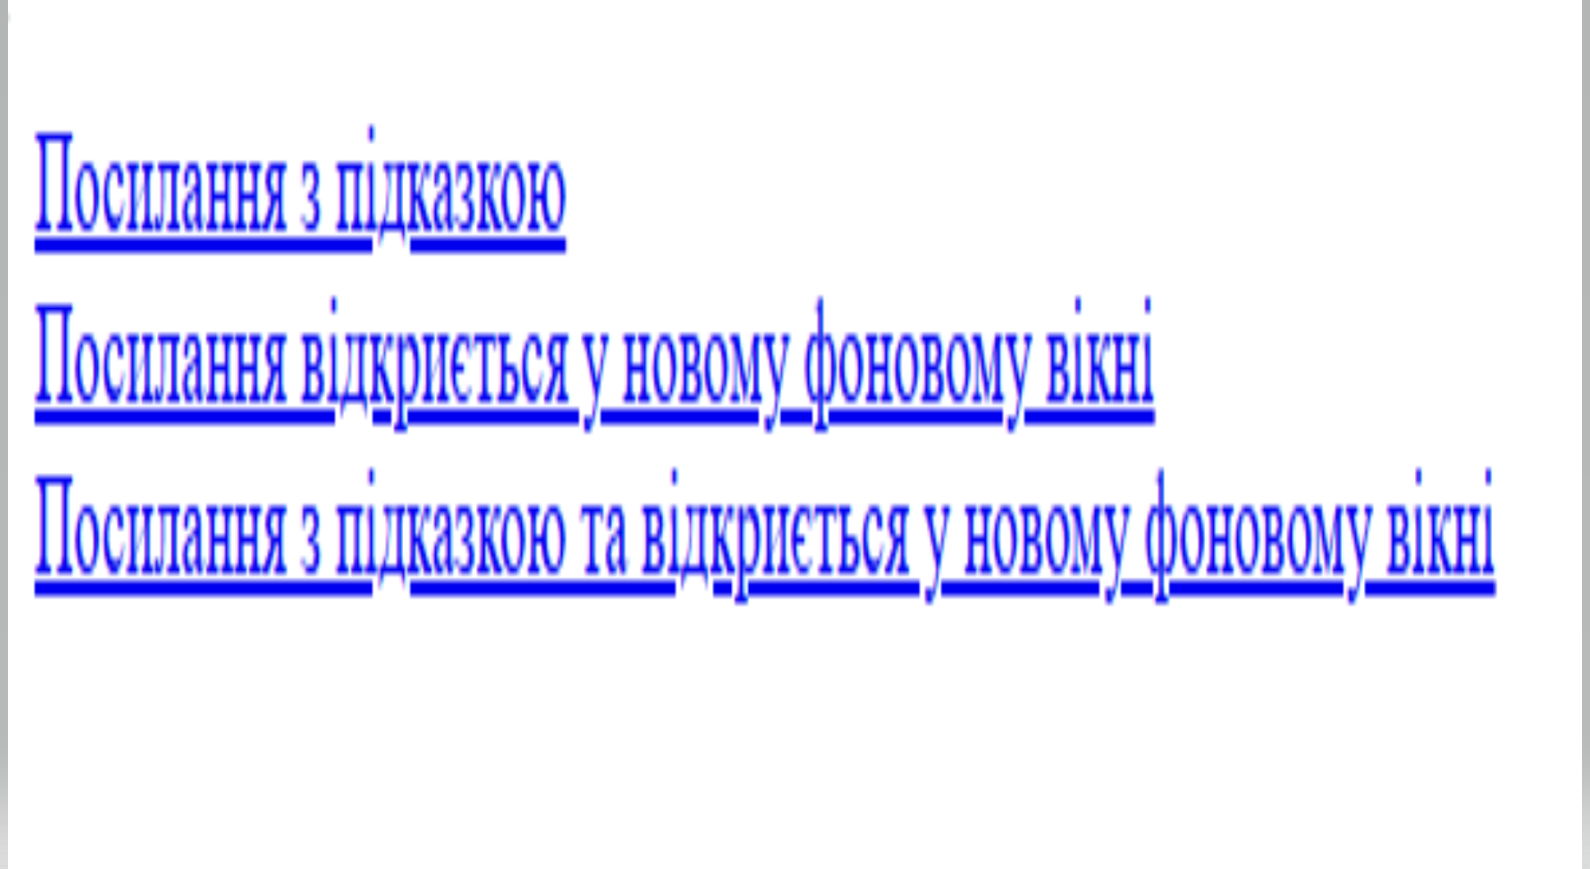 Посилання з підказкою
Посилання відкриється у новому фоновому вікні
Посилання з підказкою та відкриється у новому фоновому вікні